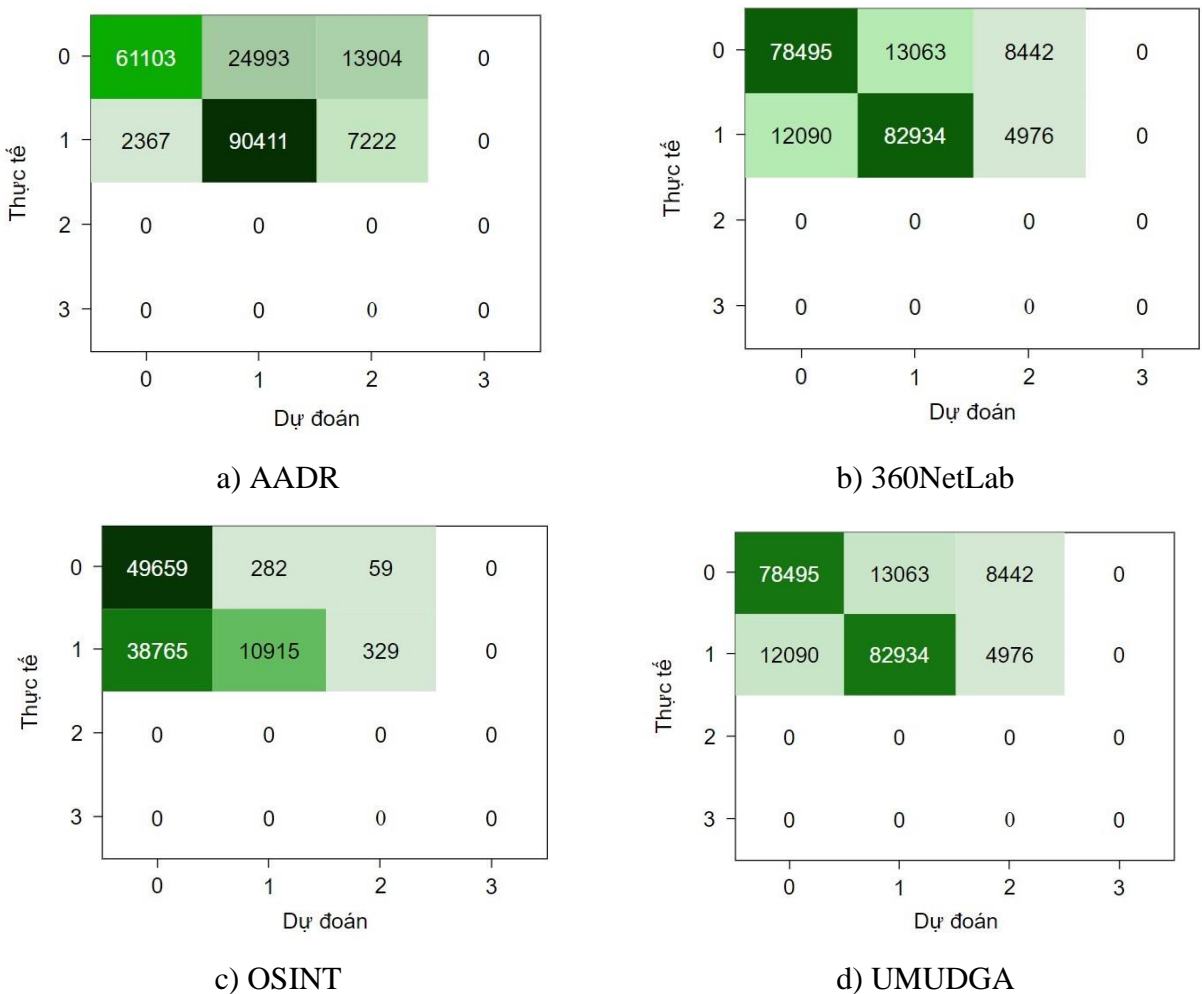 0 61103 24993 13904 0
1 2367 90411 7222 0
2 0 0 0 0
3 0 0 0 0
0 1 2 3
Thực tế
Dự đoán
a) AADR
0 78495 13063 8442 0
1 12090 82934 4976 0
2 0 0 0 0
3 0 0 0 0
0 1 2 3
Thực tế
Dự đoán
b) 360NetLab
0 49659 282 59 0
1 38765 10915 329 0
2 0 0 0 0
3 0 0 0 0
0 1 2 3
Thực tế
Dự đoán
c) OSINT
0 78495 13063 8442 0
1 12090 82934 4976 0
2 0 0 0 0
3 0 0 0 0
0 1 2 3
Thực tế
Dự đoán
d) UMUDGA